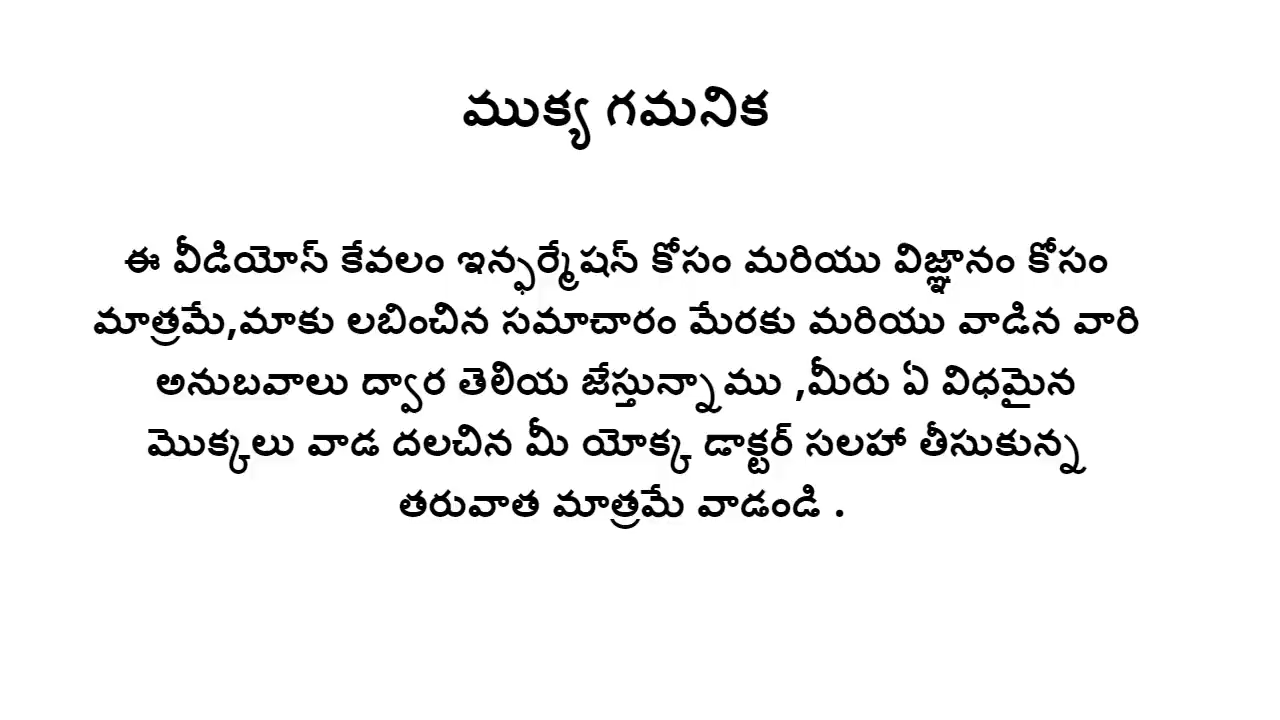 ముక్య గమనిక
ఈ వీడియోస్ కేవలం ఇన్ఫర్మేషన్ కోసం మరియు విజ్ఞానం కోసం
మాత్రమే,మాకు లబించిన సమాచారం మేరకు మరియు వాడిన వారి
అనుబవాలు ద్వార తెలియ జేస్తున్నాము ,మీరు ఏ విధమైన
మొక్కలు వాడ దలచిన మీ యోక్క డాక్టర్ సలహా తీసుకున్న
తరువాత మాత్రమే వాడండి .